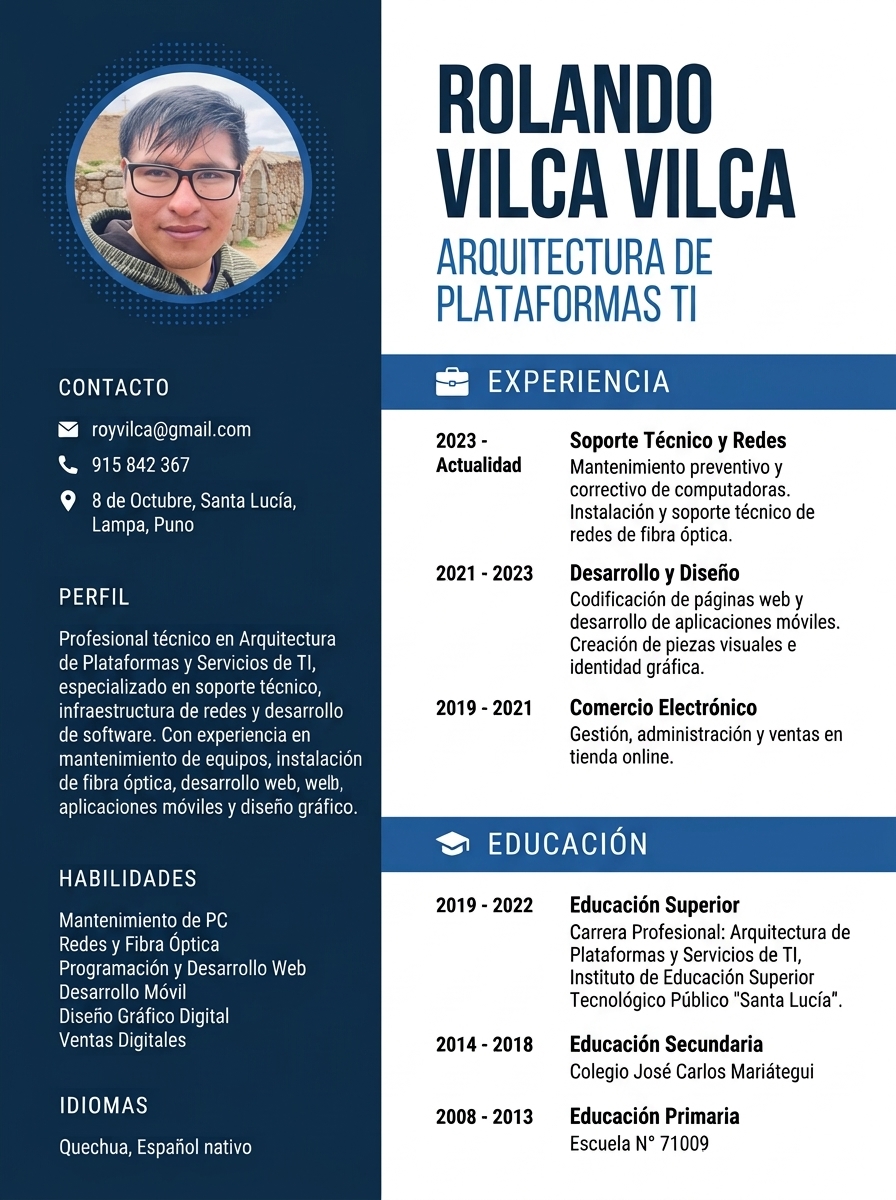 ROLANDO
VILCA VILCA
ARQUITECTURA DE
PLATAFORMAS TI
CONTACTO
royvilca@gmail.com
915 842 367
8 de Octubre, Santa Lucía,
Lampa, Puno
PERFIL
Profesional técnico en Arquitectura
de Plataformas y Servicios de TI,
especializado en soporte técnico,
infraestructura de redes y desarrollo
de software. Con experiencia en
mantenimiento de equipos, instalación
de fibra óptica, desarrollo web, web,
aplicaciones móviles y diseño gráfico.
HABILIDADES
Mantenimiento de PC
Redes y Fibra Óptica
Programación y Desarrollo Web
Desarrollo Móvil
Diseño Gráfico Digital
Ventas Digitales
IDIOMAS
Quechua, Español nativo
EXPERIENCIA
2023 -
Actualidad
Soporte Técnico y Redes
Mantenimiento preventivo y
correctivo de computadoras.
Instalación y soporte técnico de
redes de fibra óptica.
2021 - 2023
Desarrollo y Diseño
Codificación de páginas web y
desarrollo de aplicaciones móviles.
Creación de piezas visuales e
identidad gráfica.
2019 - 2021
Comercio Electrónico
Gestión, administración y ventas en
tienda online.
EDUCACIÓN
2019 - 2022
Educación Superior
Carrera Profesional: Arquitectura de
Plataformas y Servicios de TI,
Instituto de Educación Superior
Tecnológico Público "Santa Lucía".
2014 - 2018
Educación Secundaria
Colegio José Carlos Mariátegui
2008 - 2013
Educación Primaria
Escuela N° 71009